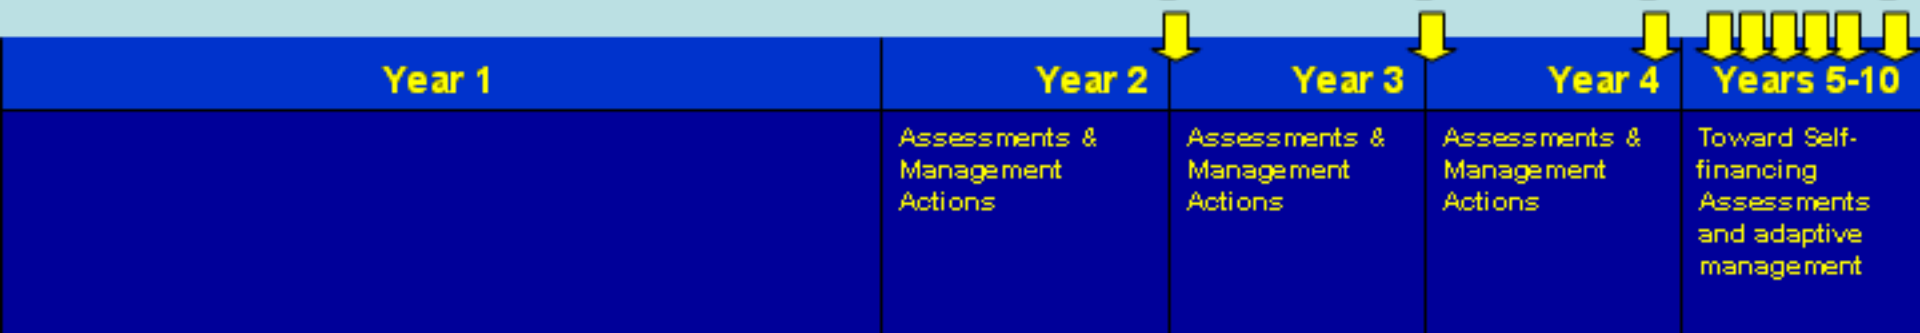 Year 1
Year 2
Year 3
Year 4
Years 5-10
Assessments &
Management
Actions
Assessments &
Management
Actions
Assessments &
Management
Actions
Toward Self-
financing
Assessments
and adaptive
management